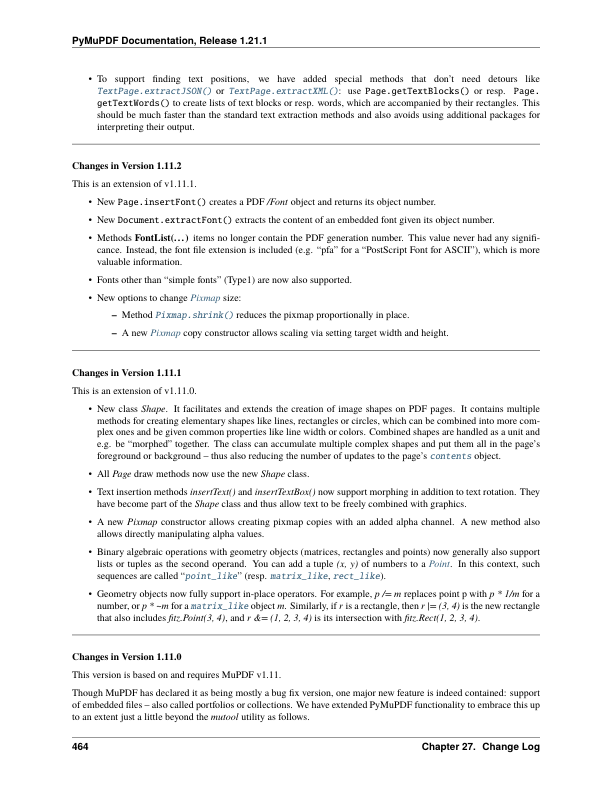 PyMuPDF Documentation, Release 1.21.1
• To support finding text positions, we have added special methods that don't need detours like
TextPage.extractJSON() or TextPage.extractXML(): use Page.getTextBlocks() or resp. Page.
getTextWords() to create lists of text blocks or resp. words, which are accompanied by their rectangles. This
should be much faster than the standard text extraction methods and also avoids using additional packages for
interpreting their output.
Changes in Version 1.11.2
This is an extension of v1.11.1.
• New Page.insertFont() creates a PDF /Font object and returns its object number.
• New Document.extractFont() extracts the content of an embedded font given its object number.
• Methods FontList(...) items no longer contain the PDF generation number. This value never had any signifi-
cance. Instead, the font file extension is included (e.g. “pfa” for a “PostScript Font for ASCII”), which is more
valuable information.
• Fonts other than “simple fonts” (Type1) are now also supported.
• New options to change Pixmap size:
– Method Pixmap.shrink() reduces the pixmap proportionally in place.
– A new Pixmap copy constructor allows scaling via setting target width and height.
Changes in Version 1.11.1
This is an extension of v1.11.0.
• New class Shape. It facilitates and extends the creation of image shapes on PDF pages. It contains multiple
methods for creating elementary shapes like lines, rectangles or circles, which can be combined into more com-
plex ones and be given common properties like line width or colors. Combined shapes are handled as a unit and
e.g. be “morphed” together. The class can accumulate multiple complex shapes and put them all in the page's
foreground or background – thus also reducing the number of updates to the page's contents object.
• All Page draw methods now use the new Shape class.
• Text insertion methods insertText() and insertTextBox() now support morphing in addition to text rotation. They
have become part of the Shape class and thus allow text to be freely combined with graphics.
• A new Pixmap constructor allows creating pixmap copies with an added alpha channel. A new method also
allows directly manipulating alpha values.
• Binary algebraic operations with geometry objects (matrices, rectangles and points) now generally also support
lists or tuples as the second operand. You can add a tuple (x, y) of numbers to a Point. In this context, such
sequences are called “point_like” (resp. matrix_like, rect_like).
• Geometry objects now fully support in-place operators. For example, p /= m replaces point p with p * 1/m for a
number, or p * ~m for a matrix_like object m. Similarly, if r is a rectangle, then r |= (3, 4) is the new rectangle
that also includes fitz.Point(3, 4), and r &= (1, 2, 3, 4) is its intersection with fitz.Rect(1, 2, 3, 4).
Changes in Version 1.11.0
This version is based on and requires MuPDF v1.11.
Though MuPDF has declared it as being mostly a bug fix version, one major new feature is indeed contained: support
of embedded files – also called portfolios or collections. We have extended PyMuPDF functionality to embrace this up
to an extent just a little beyond the mutool utility as follows.
464 Chapter 27. Change Log